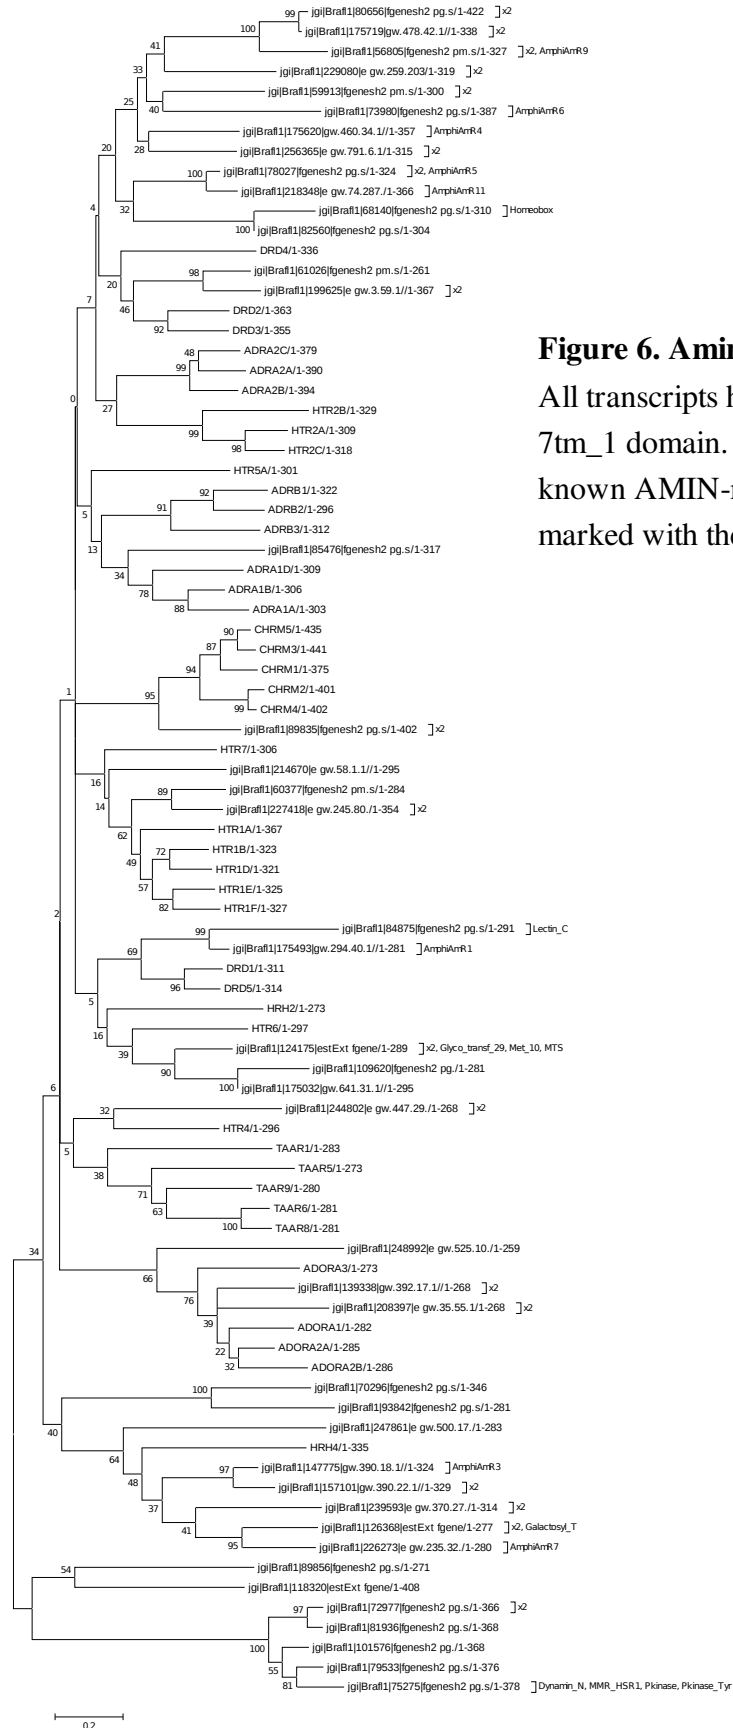 99 jgi|Brafl1|80656|fgenesh2 pg.s/1-422 x2
100 jgi|Brafl1|175719|gw.478.42.1//1-338 x2
41 jgi|Brafl1|56805|fgenesh2 pm.s/1-327 x2, AmphiAmR9
33 jgi|Brafl1|229080|e gw.259.203/1-319 x2
jgi|Brafl1|59913|fgenesh2 pm.s/1-300 x2
25 40 jgi|Brafl1|73980|fgenesh2 pg.s/1-387 AmphiAmR6
jgi|Brafl1|175620|gw.460.34.1//1-357 AmphiAmR4
20 28 jgi|Brafl1|256365|e gw.791.6.1/1-315 x2
100 jgi|Brafl1|78027|fgenesh2 pg.s/1-324 x2, AmphiAmR5
jgi|Brafl1|218348|e gw.74.287./1-366 AmphiAmR11
4 32 jgi|Brafl1|68140|fgenesh2 pg.s/1-310 Homeobox
100 jgi|Brafl1|82560|fgenesh2 pg.s/1-304
DRD4/1-336
20 98 jgi|Brafl1|61026|fgenesh2 pm.s/1-261
jgi|Brafl1|199625|e gw.3.59.1//1-367 x2
7 46 DRD2/1-363
92 DRD3/1-355
48 ADRA2C/1-379
99 ADRA2A/1-390
ADRA2B/1-394
0 27 HTR2B/1-329
99 HTR2A/1-309
98 HTR2C/1-318
HTR5A/1-301
92 ADRB1/1-322
5 91 ADRB2/1-296
ADRB3/1-312
13 jgi|Brafl1|85476|fgenesh2 pg.s/1-317
34 ADRA1D/1-309
78 ADRA1B/1-306
88 ADRA1A/1-303
90 CHRM5/1-435
87 CHRM3/1-441
94 CHRM1/1-375
CHRM2/1-401
1 95 99 CHRM4/1-402
jgi|Brafl1|89835|fgenesh2 pg.s/1-402 x2
HTR7/1-306
16 jgi|Brafl1|214670|e gw.58.1.1//1-295
14 89 jgi|Brafl1|60377|fgenesh2 pm.s/1-284
jgi|Brafl1|227418|e gw.245.80./1-354 x2
62 HTR1A/1-367
49 72 HTR1B/1-323
HTR1D/1-321
57 HTR1E/1-325
2 82 HTR1F/1-327
99 jgi|Brafl1|84875|fgenesh2 pg.s/1-291 Lectin_C
69 jgi|Brafl1|175493|gw.294.40.1//1-281 AmphiAmR1
DRD1/1-311
96 DRD5/1-314
5 HRH2/1-273
16 HTR6/1-297
39 jgi|Brafl1|124175|estExt fgene/1-289 x2, Glyco_transf_29, Met_10, MTS
90 jgi|Brafl1|109620|fgenesh2 pg./1-281
6 100 jgi|Brafl1|175032|gw.641.31.1//1-295
32 jgi|Brafl1|244802|e gw.447.29./1-268 x2
HTR4/1-296
5 TAAR1/1-283
38 TAAR5/1-273
71 TAAR9/1-280
63 TAAR6/1-281
100 TAAR8/1-281
34 jgi|Brafl1|248992|e gw.525.10./1-259
66 ADORA3/1-273
76 jgi|Brafl1|139338|gw.392.17.1//1-268 x2
jgi|Brafl1|208397|e gw.35.55.1/1-268 x2
39 ADORA1/1-282
22 ADORA2A/1-285
32 ADORA2B/1-286
100 jgi|Brafl1|70296|fgenesh2 pg.s/1-346
jgi|Brafl1|93842|fgenesh2 pg.s/1-281
40 jgi|Brafl1|247861|e gw.500.17./1-283
64 HRH4/1-335
48 97 jgi|Brafl1|147775|gw.390.18.1//1-324 AmphiAmR3
jgi|Brafl1|157101|gw.390.22.1//1-329 x2
37 jgi|Brafl1|239593|e gw.370.27./1-314 x2
41 jgi|Brafl1|126368|estExt fgene/1-277 x2, Galactosyl_T
95 jgi|Brafl1|226273|e gw.235.32./1-280 AmphiAmR7
54 jgi|Brafl1|89856|fgenesh2 pg.s/1-271
jgi|Brafl1|118320|estExt fgene/1-408
97 jgi|Brafl1|72977|fgenesh2 pg.s/1-366 x2
jgi|Brafl1|81936|fgenesh2 pg.s/1-368
100 jgi|Brafl1|101576|fgenesh2 pg./1-368
55 jgi|Brafl1|79533|fgenesh2 pg.s/1-376
81 jgi|Brafl1|75275|fgenesh2 pg.s/1-378 Dynamin_N, MMR_HSR1, Pkinase, Pkinase_Tyr
0.2
Figure 6. Amin
All transcripts h
7tm_1 domain.
known AMIN-
marked with the